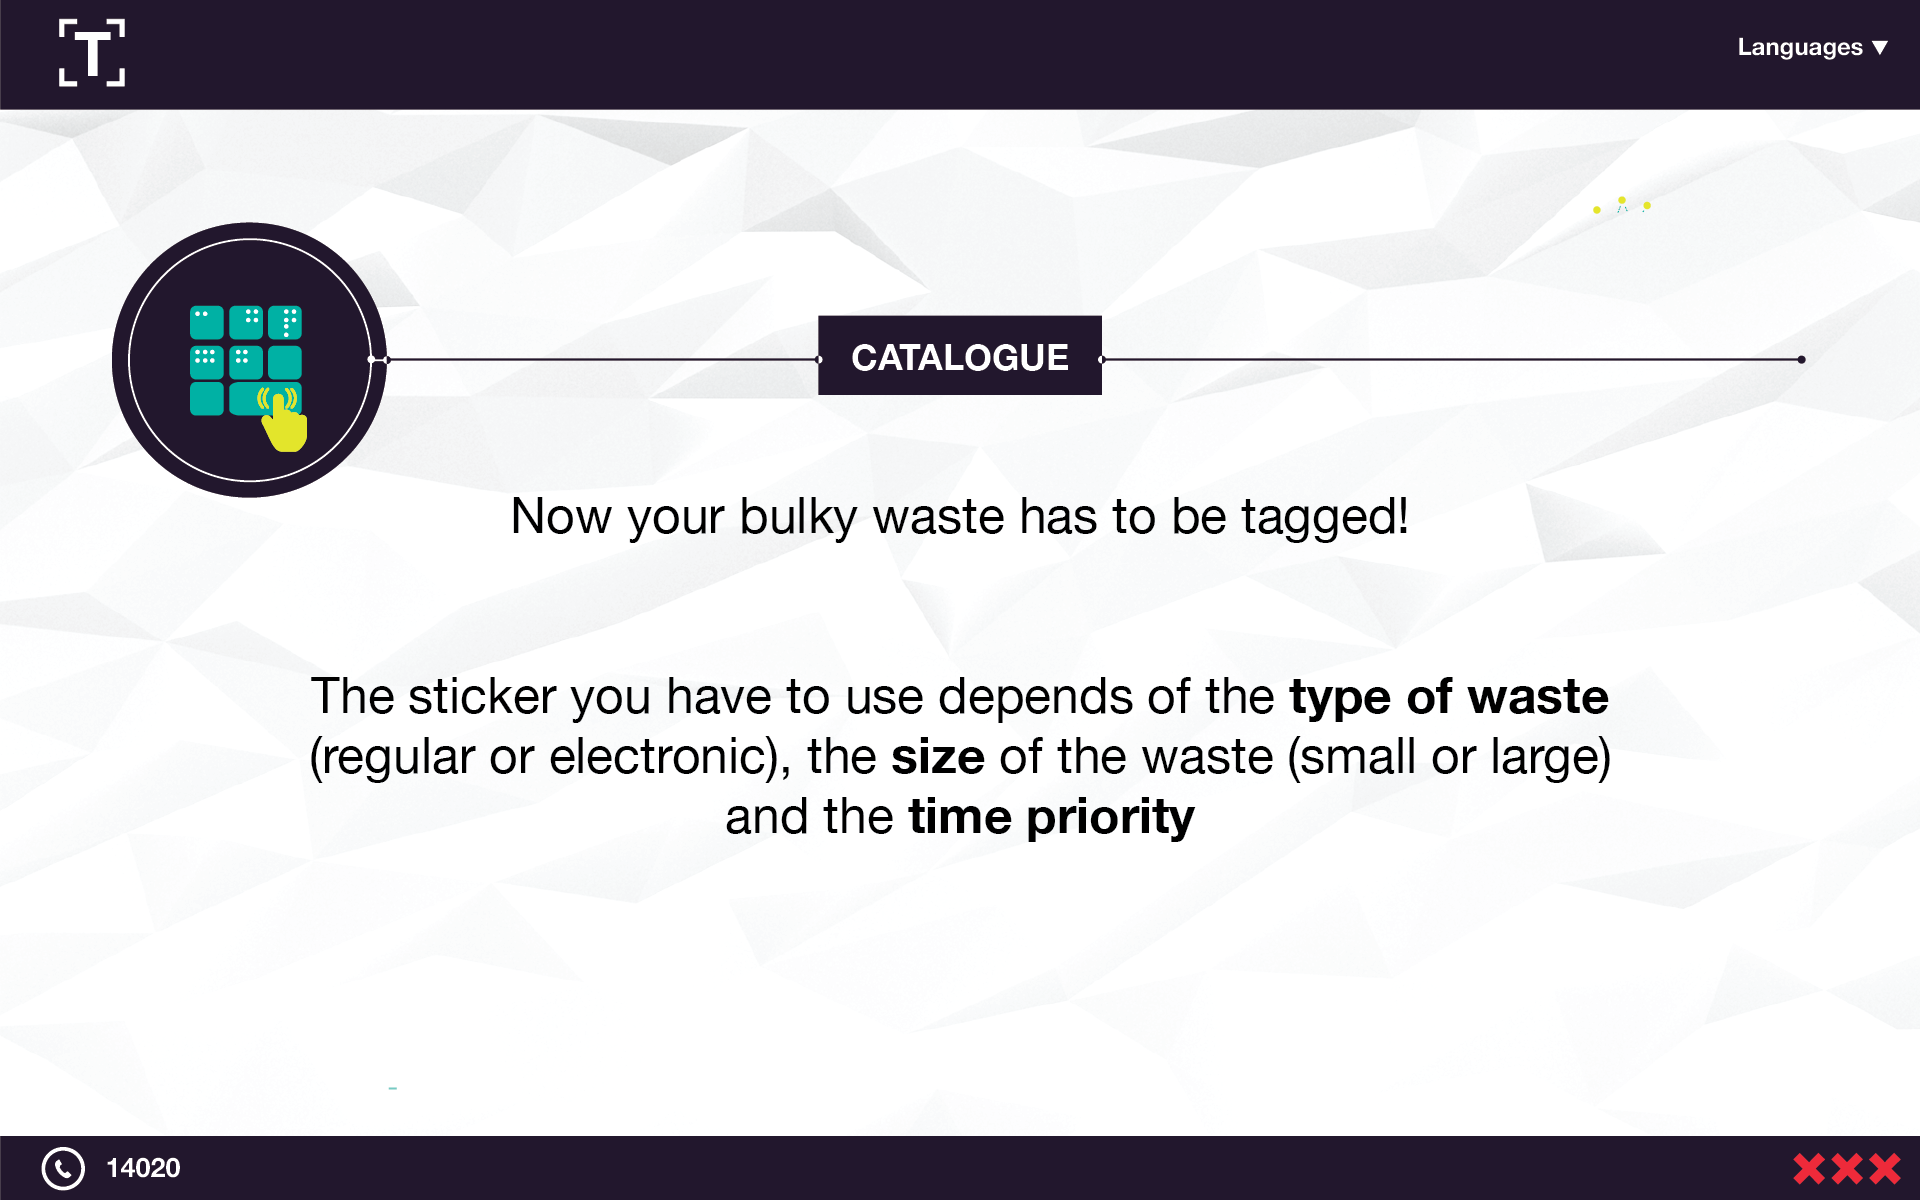 T
Languages ▼
CATALOGUE
Now your bulky waste has to be tagged!
The sticker you have to use depends of the type of waste
(regular or electronic), the size of the waste (small or large)
and the time priority
14020